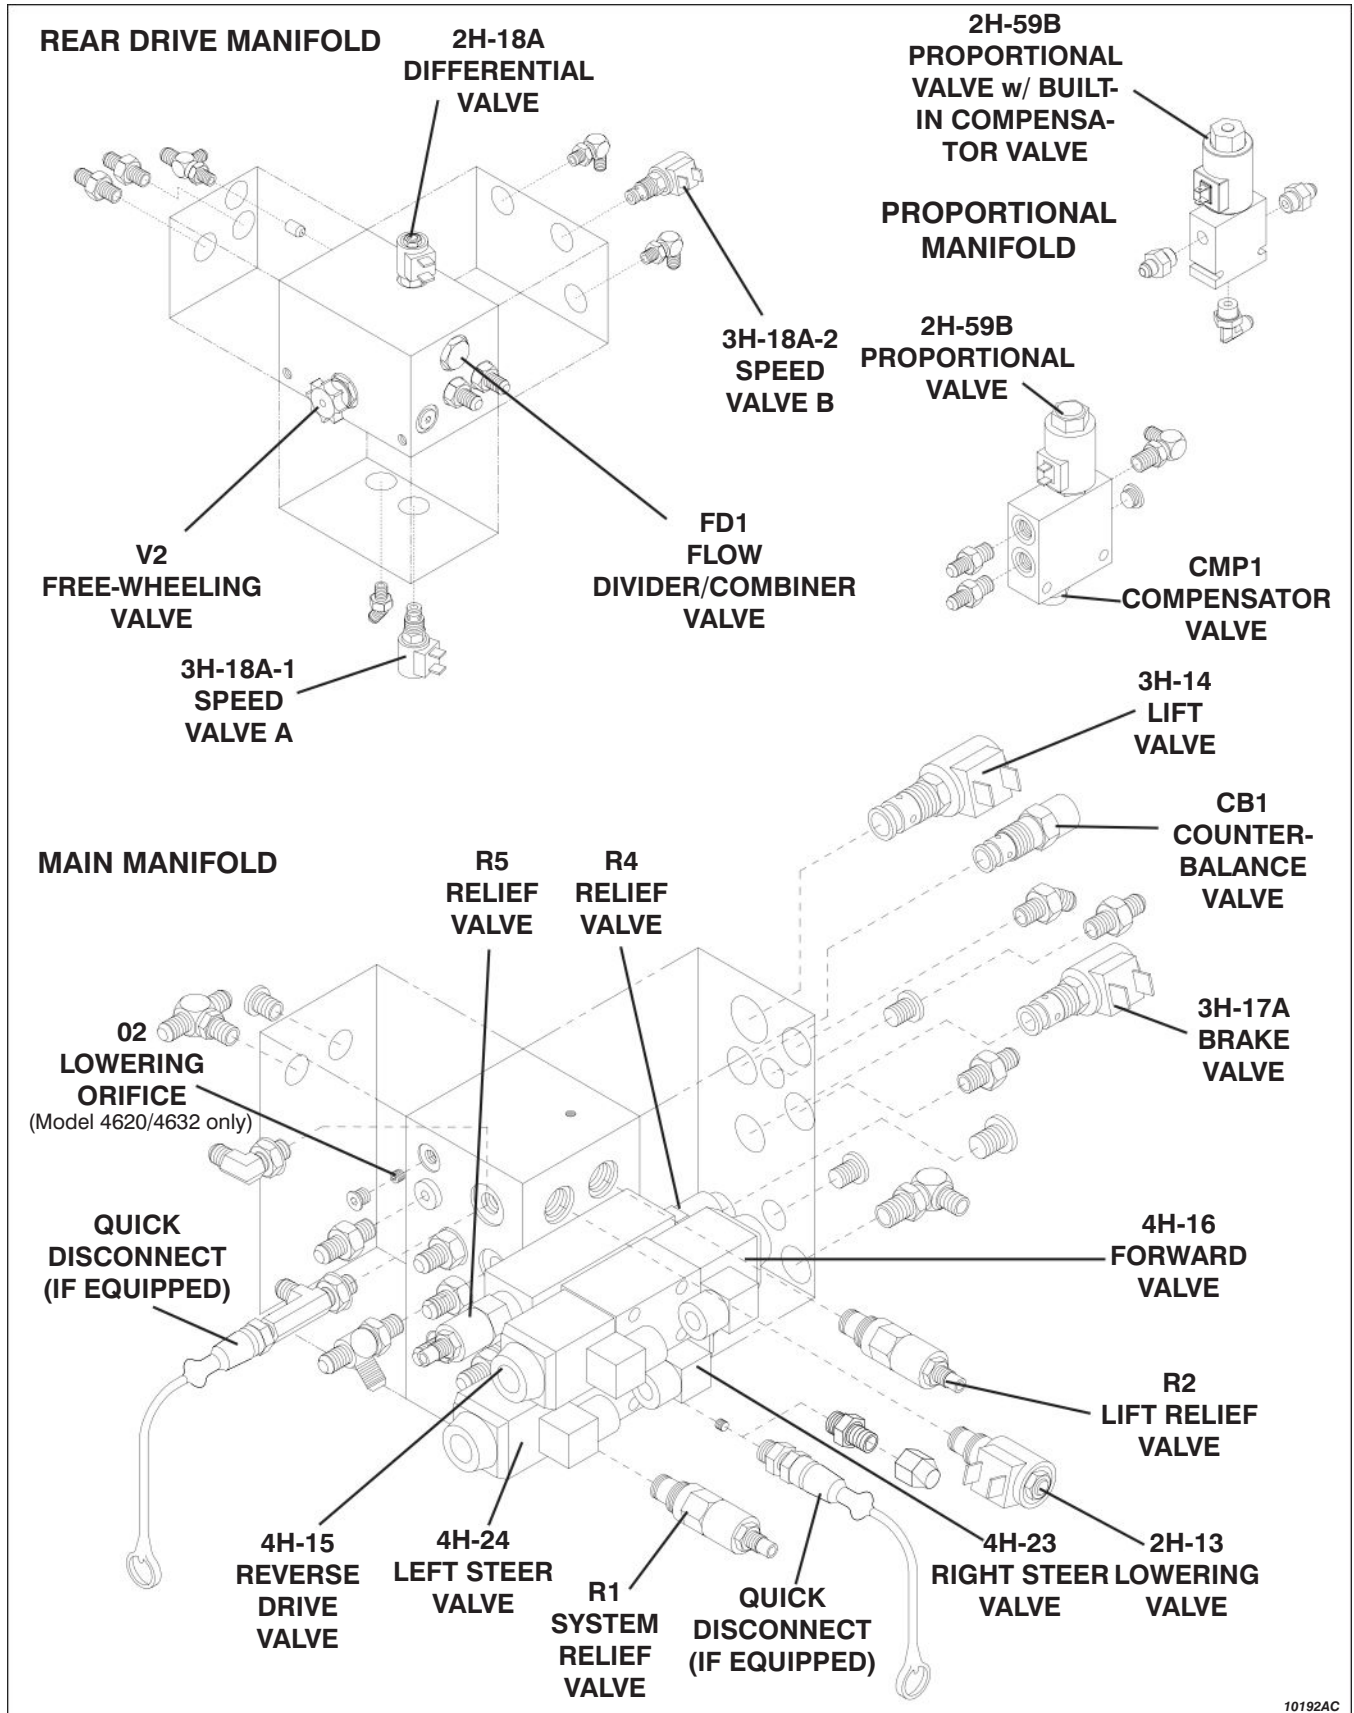 REAR DRIVE MANIFOLD
2H-18A
DIFFERENTIAL
VALVE
2H-59B
PROPORTIONAL
VALVE w/ BUILT-
IN COMPENSA-
TOR VALVE
PROPORTIONAL
MANIFOLD
3H-18A-2
SPEED
VALVE B
2H-59B
PROPORTIONAL
VALVE
V2
FREE-WHEELING
VALVE
FD1
FLOW
DIVIDER/COMBINER
VALVE
CMP1
COMPENSATOR
VALVE
3H-18A-1
SPEED
VALVE A
3H-14
LIFT
VALVE
CB1
COUNTER-
BALANCE
VALVE
MAIN MANIFOLD
R5
RELIEF
VALVE
R4
RELIEF
VALVE
3H-17A
BRAKE
VALVE
02
LOWERING
ORIFICE
(Model 4620/4632 only)
QUICK
DISCONNECT
(IF EQUIPPED)
4H-16
FORWARD
VALVE
R2
LIFT RELIEF
VALVE
4H-15
REVERSE
DRIVE
VALVE
4H-24
LEFT STEER
VALVE
R1
SYSTEM
RELIEF
VALVE
QUICK
DISCONNECT
(IF EQUIPPED)
4H-23
RIGHT STEER
VALVE
2H-13
LOWERING
VALVE
10192AC